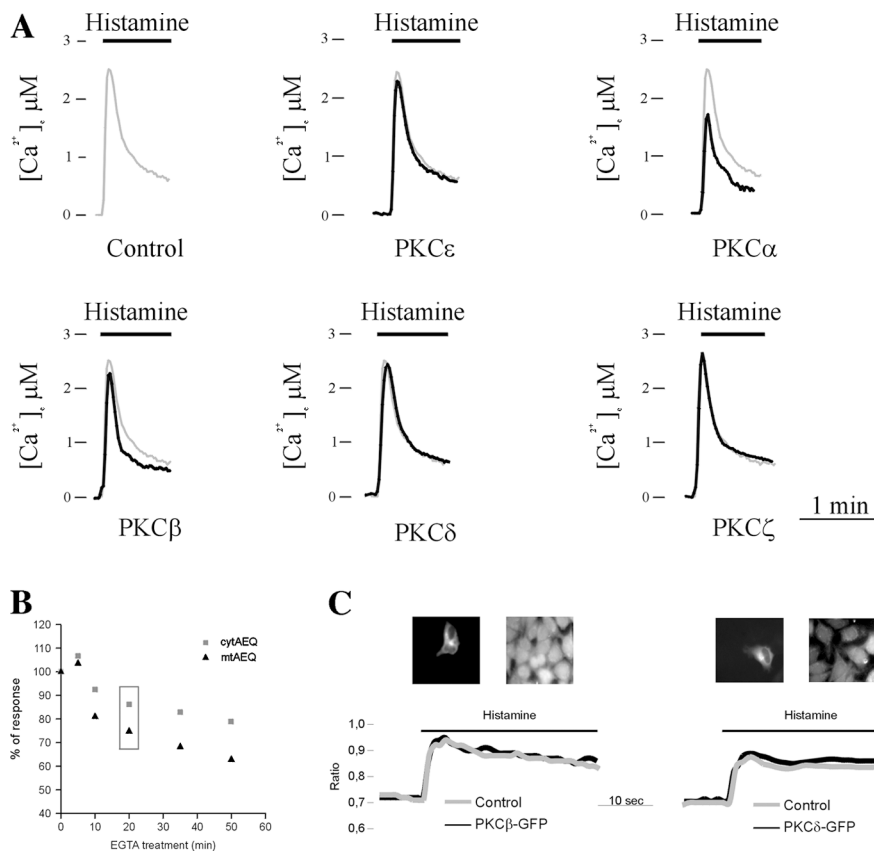 A
Histamine Histamine Histamine
3 3 3
2 2 2
1 1 1
0 0 0
[Ca²⁺]c μM [Ca²⁺]c μM [Ca²⁺]c μM
Control PKCε PKCα
Histamine Histamine Histamine
3 3 3
2 2 2
1 1 1
0 0 0
[Ca²⁺]c μM [Ca²⁺]c μM [Ca²⁺]c μM
PKCβ PKCδ PKCζ
1 min
B
120
110
100
90
80
70
60
50
40
% of response
cytAEQ
mtAEQ
0 10 20 30 40 50 60
EGTA treatment (min)
C
Histamine Histamine
1,0
0,9
0,8
0,7
0,6
Ratio
10 sec
Control Control
PKCβ-GFP PKCδ-GFP